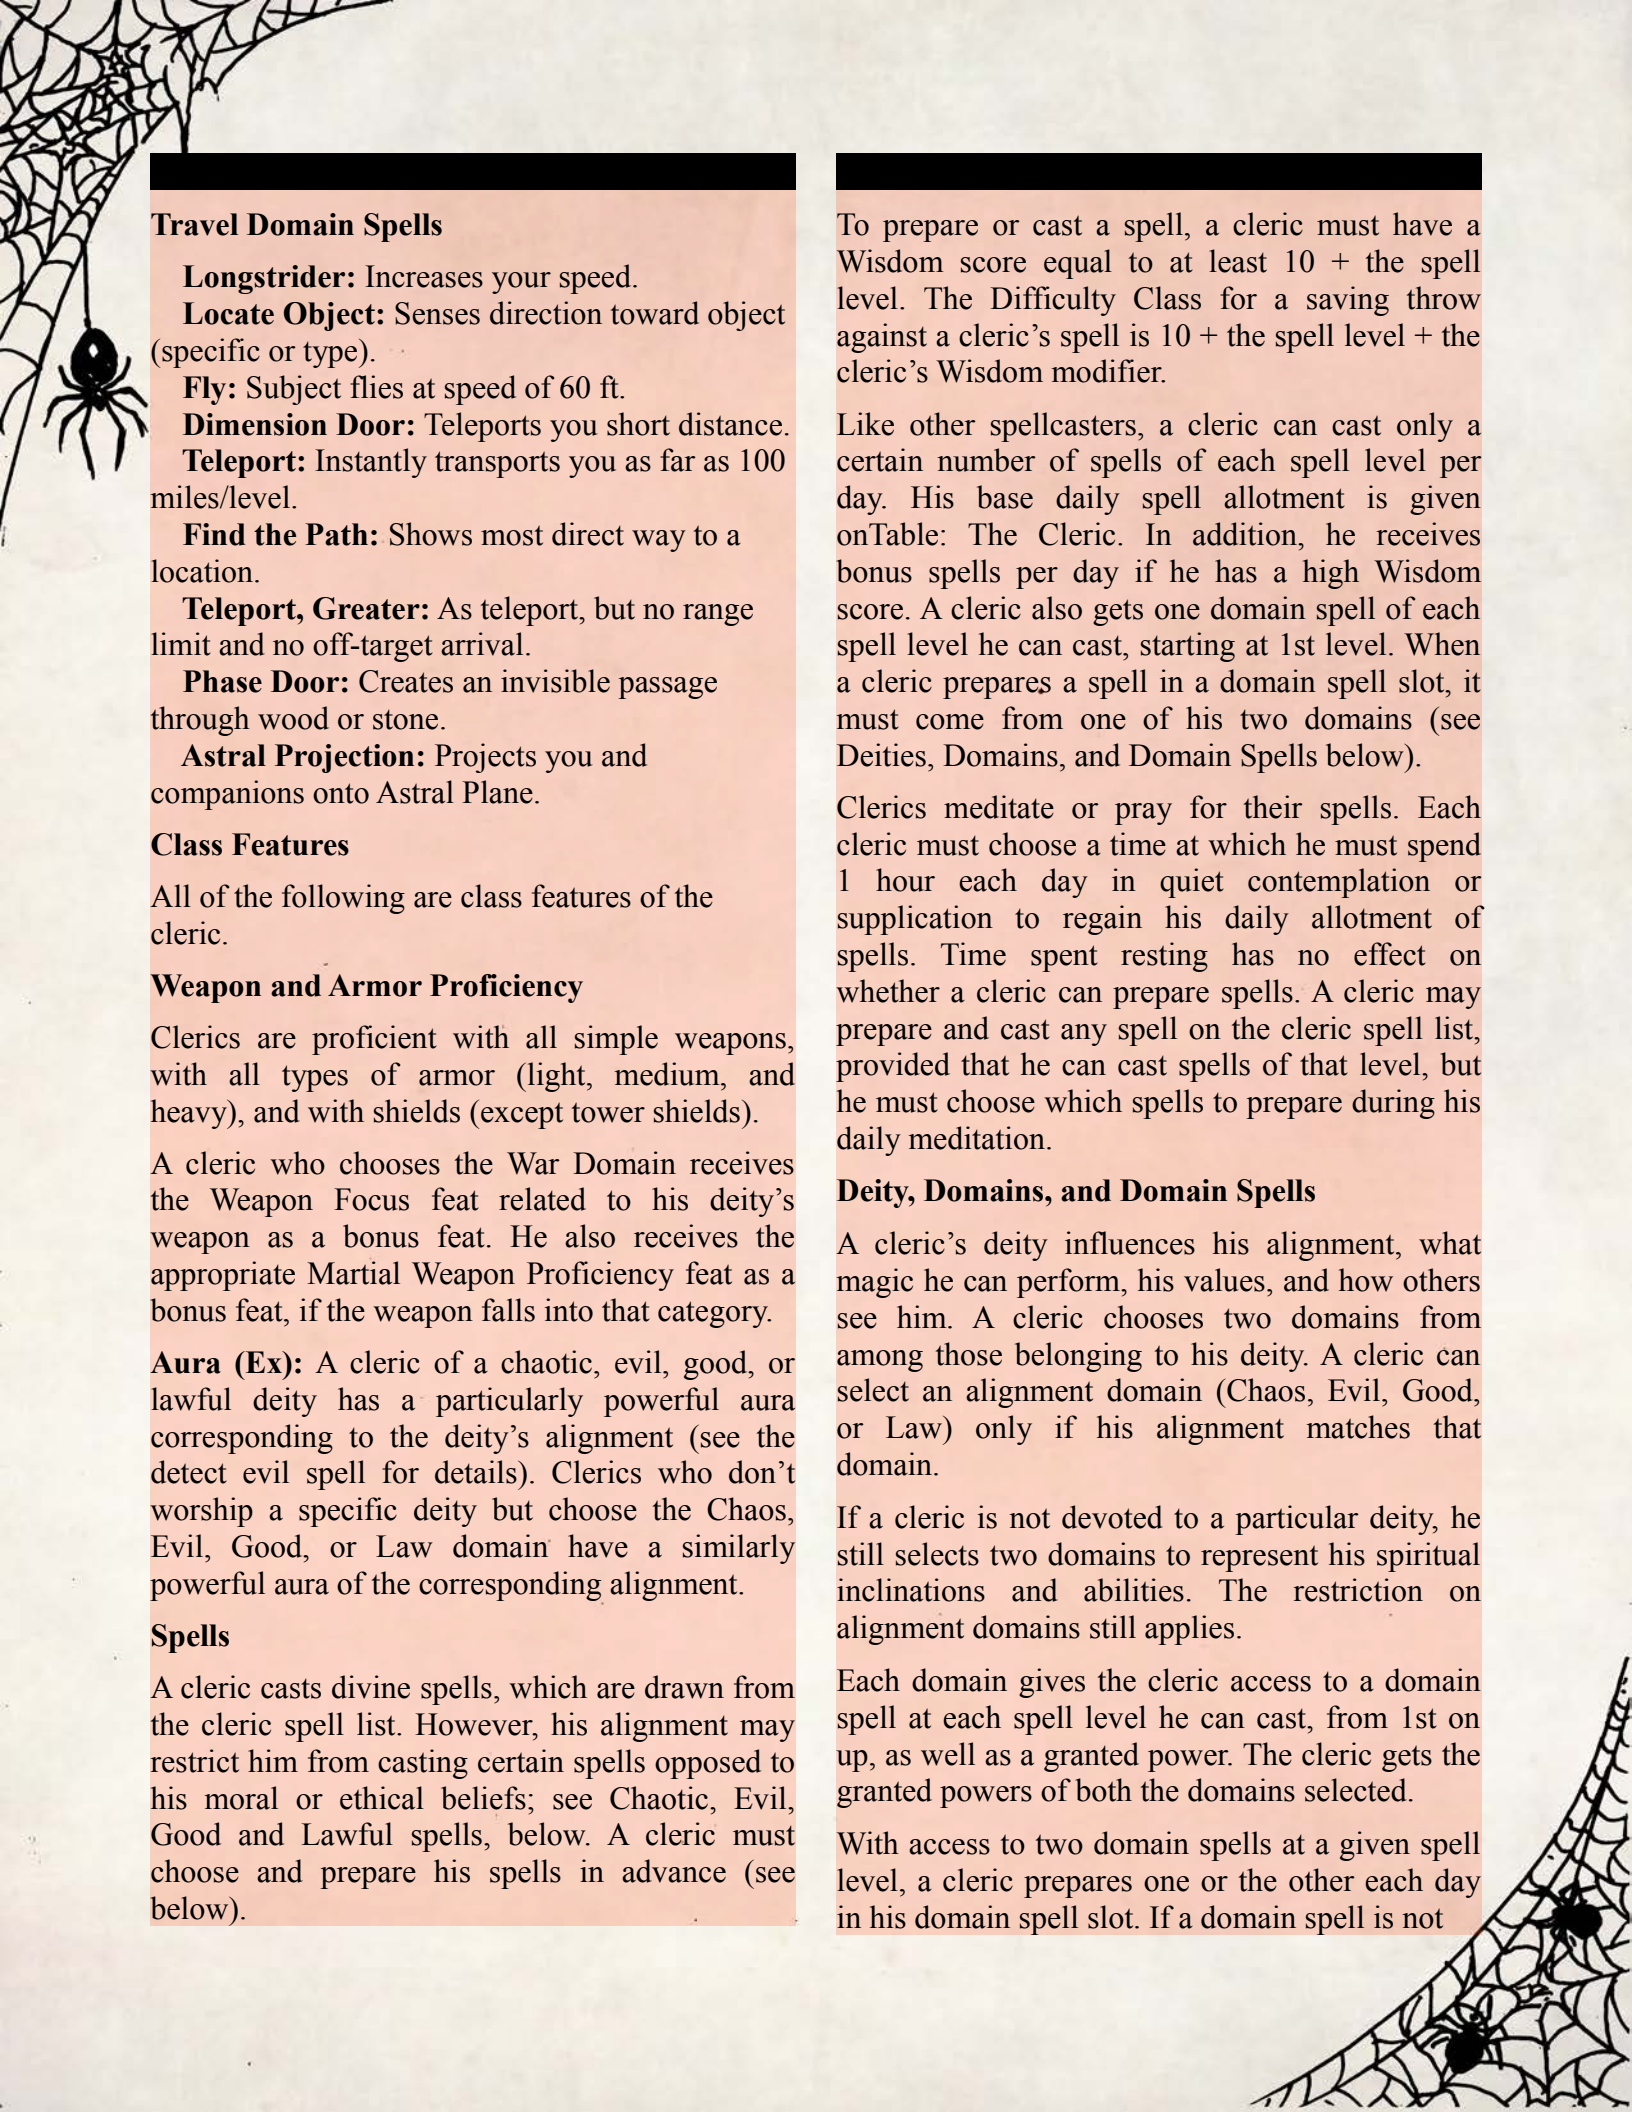 Travel Domain Spells
Longstrider: Increases your speed.
Locate Object: Senses direction toward object
(specific or type).
Fly: Subject flies at speed of 60 ft.
Dimension Door: Teleports you short distance.
Teleport: Instantly transports you as far as 100
miles/level.
Find the Path: Shows most direct way to a
location.
Teleport, Greater: As teleport, but no range
limit and no off-target arrival.
Phase Door: Creates an invisible passage
through wood or stone.
Astral Projection: Projects you and
companions onto Astral Plane.
Class Features
All of the following are class features of the
cleric.
Weapon and Armor Proficiency
Clerics are proficient with all simple weapons,
with all types of armor (light, medium, and
heavy), and with shields (except tower shields).
A cleric who chooses the War Domain receives
the Weapon Focus feat related to his deity’s
weapon as a bonus feat. He also receives the
appropriate Martial Weapon Proficiency feat as a
bonus feat, if the weapon falls into that category.
Aura (Ex): A cleric of a chaotic, evil, good, or
lawful deity has a particularly powerful aura
corresponding to the deity’s alignment (see the
detect evil spell for details). Clerics who don’t
worship a specific deity but choose the Chaos,
Evil, Good, or Law domain have a similarly
powerful aura of the corresponding alignment.
Spells
A cleric casts divine spells, which are drawn from
the cleric spell list. However, his alignment may
restrict him from casting certain spells opposed to
his moral or ethical beliefs; see Chaotic, Evil,
Good and Lawful spells, below. A cleric must
choose and prepare his spells in advance (see
below).
To prepare or cast a spell, a cleric must have a
Wisdom score equal to at least 10 + the spell
level. The Difficulty Class for a saving throw
against a cleric’s spell is 10 + the spell level + the
cleric’s Wisdom modifier.
Like other spellcasters, a cleric can cast only a
certain number of spells of each spell level per
day. His base daily spell allotment is given
onTable: The Cleric. In addition, he receives
bonus spells per day if he has a high Wisdom
score. A cleric also gets one domain spell of each
spell level he can cast, starting at 1st level. When
a cleric prepares a spell in a domain spell slot, it
must come from one of his two domains (see
Deities, Domains, and Domain Spells below).
Clerics meditate or pray for their spells. Each
cleric must choose a time at which he must spend
1 hour each day in quiet contemplation or
supplication to regain his daily allotment of
spells. Time spent resting has no effect on
whether a cleric can prepare spells. A cleric may
prepare and cast any spell on the cleric spell list,
provided that he can cast spells of that level, but
he must choose which spells to prepare during his
daily meditation.
Deity, Domains, and Domain Spells
A cleric’s deity influences his alignment, what
magic he can perform, his values, and how others
see him. A cleric chooses two domains from
among those belonging to his deity. A cleric can
select an alignment domain (Chaos, Evil, Good,
or Law) only if his alignment matches that
domain.
If a cleric is not devoted to a particular deity, he
still selects two domains to represent his spiritual
inclinations and abilities. The restriction on
alignment domains still applies.
Each domain gives the cleric access to a domain
spell at each spell level he can cast, from 1st on
up, as well as a granted power. The cleric gets the
granted powers of both the domains selected.
With access to two domain spells at a given spell
level, a cleric prepares one or the other each day
in his domain spell slot. If a domain spell is not